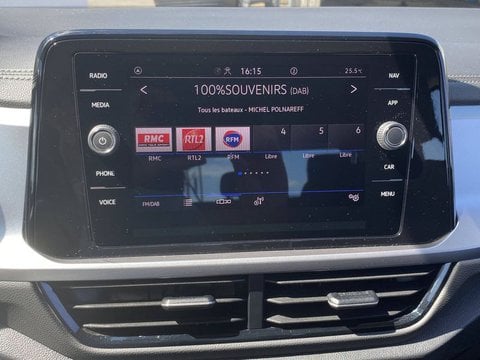 RADIO
MEDIA
PHONE
VOICE
16:15
25.5°C
100%SOUVENIRS (DAB)
Tous les bateaux - MICHEL POLNAREFF
RMC
RTL2
RFM
4
5
6
RMC
RTL2
RFM
Libre
Libre
Libre
FM/DAB
NAV
APP
CAR
MENU